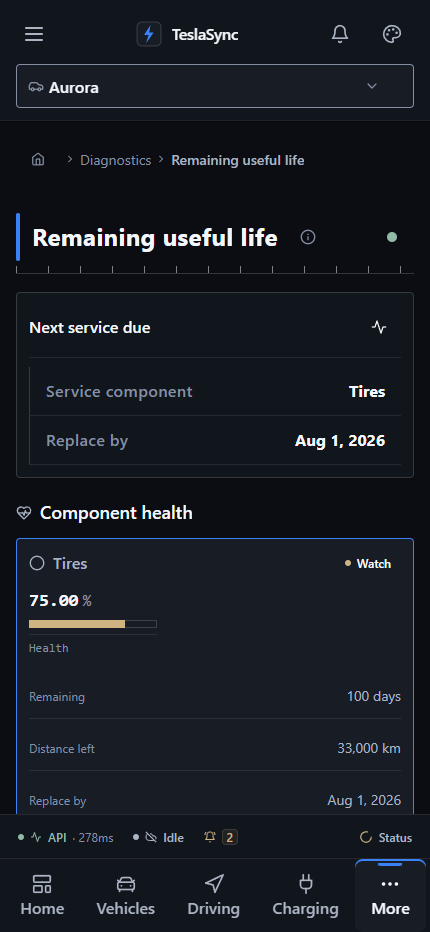 TeslaSync
Aurora
Diagnostics Remaining useful life
Remaining useful life
Next service due
Service component Tires
Replace by Aug 1, 2026
Component health
Tires Watch
75.00 %
Health
Remaining 100 days
Distance left 33,000 km
Replace by Aug 1, 2026
API · 278ms Idle 2 Status
Home Vehicles Driving Charging More